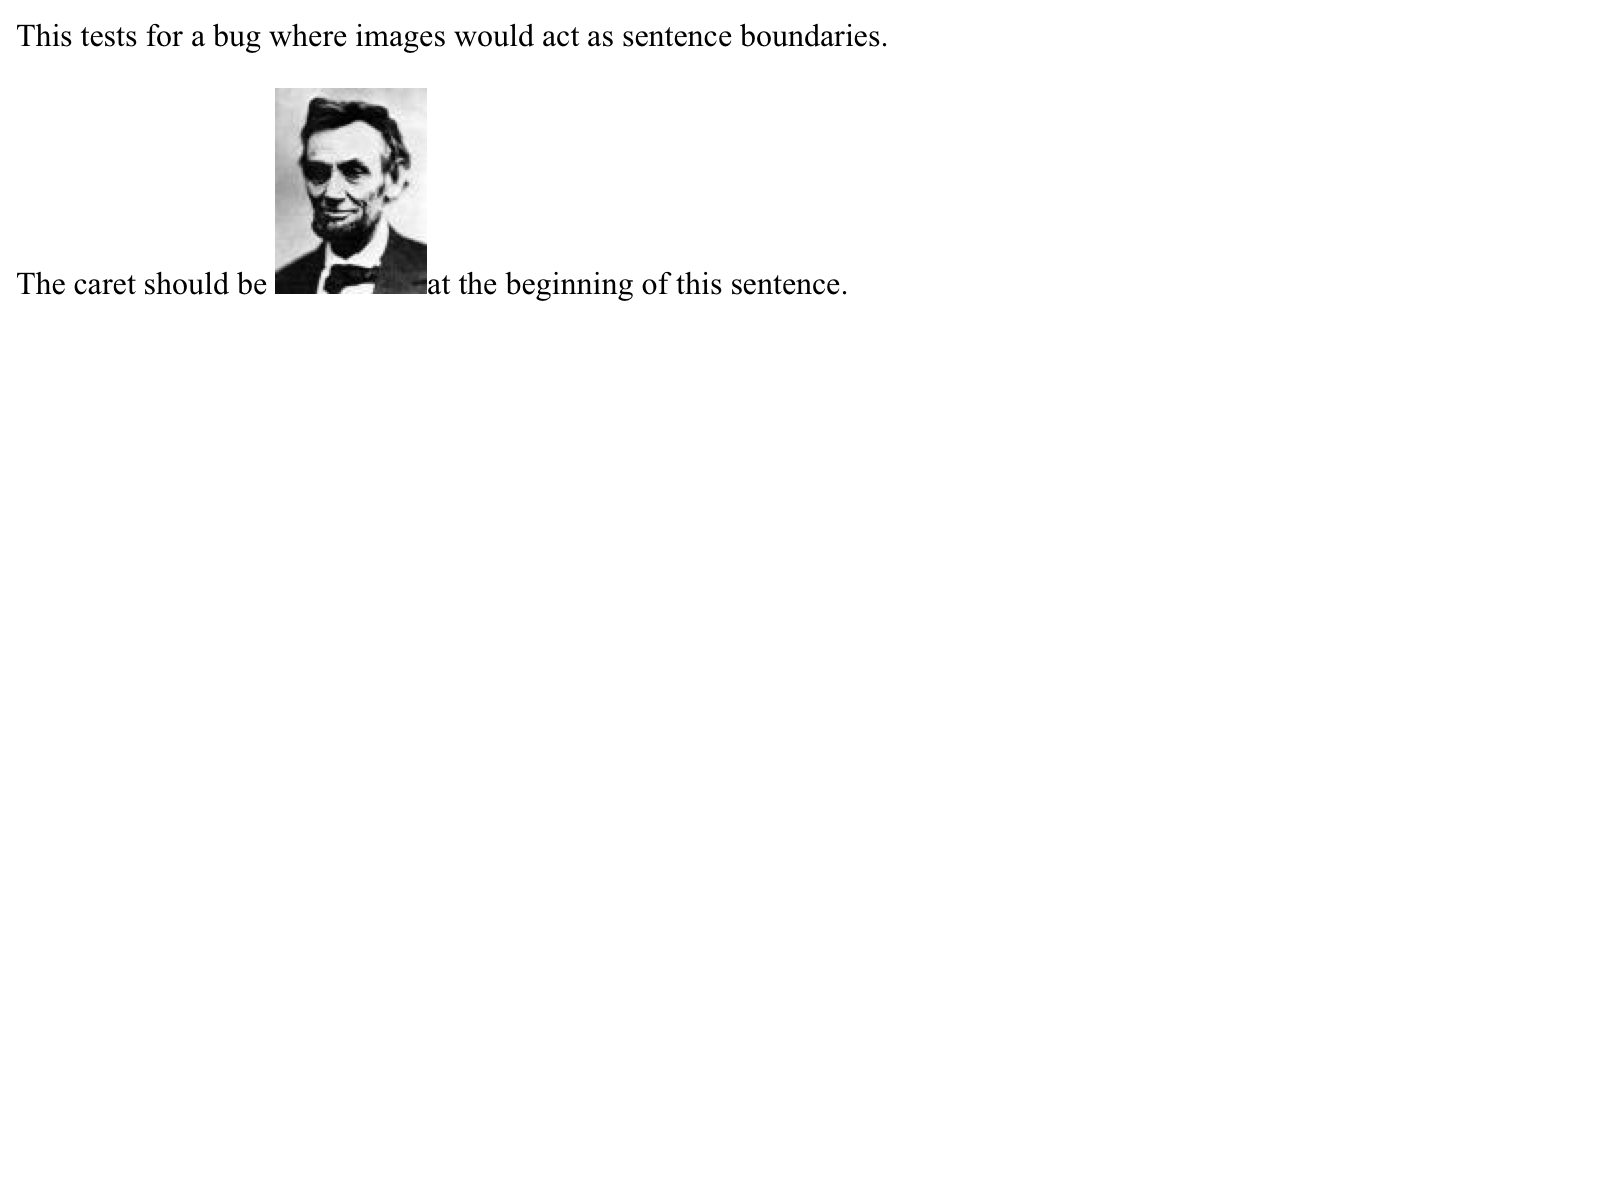 This tests for a bug where images would act as sentence boundaries.
The caret should be at the beginning of this sentence.